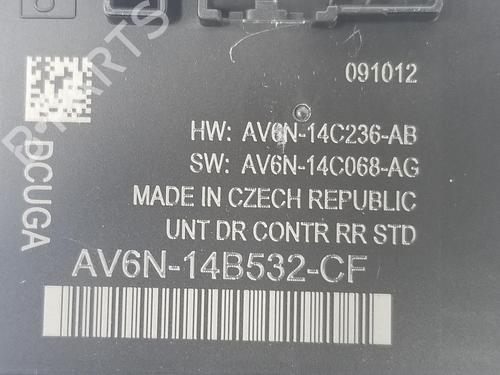 091012
HW: AV6N-14C236-AB
SW: AV6N-14C068-AG
MADE IN CZECH REPUBLIC
UNT DR CONTR RR STD
DCUGA
AV6N-14B532-CF
B-PARTS